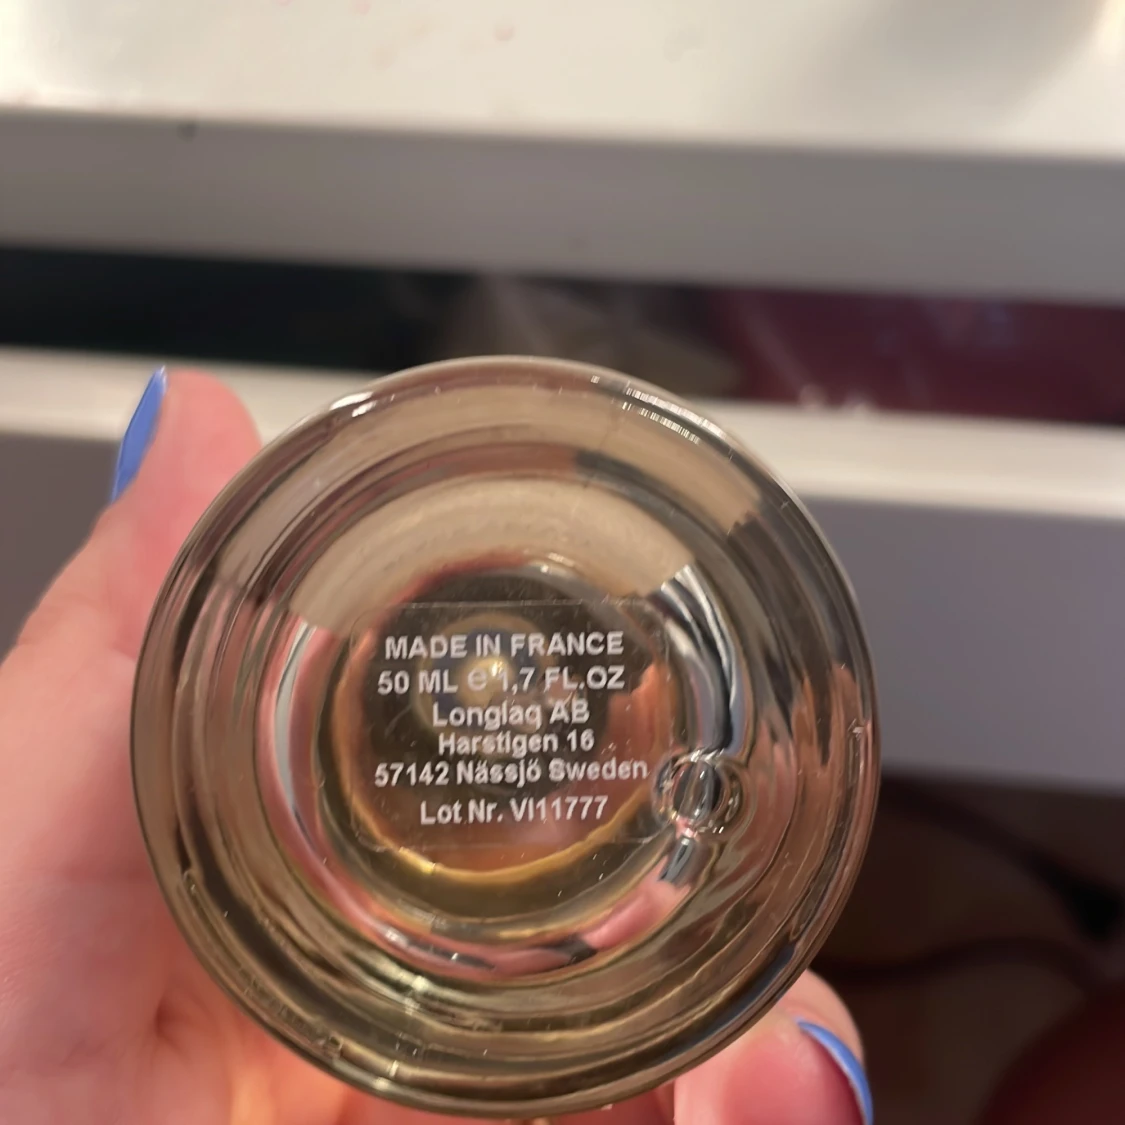 MADE IN FRANCE
50 ML e 1,7 FL.OZ
Longlaq AB
Harstigen 16
57142 Nässjö Sweden
Lot Nr. VI11777